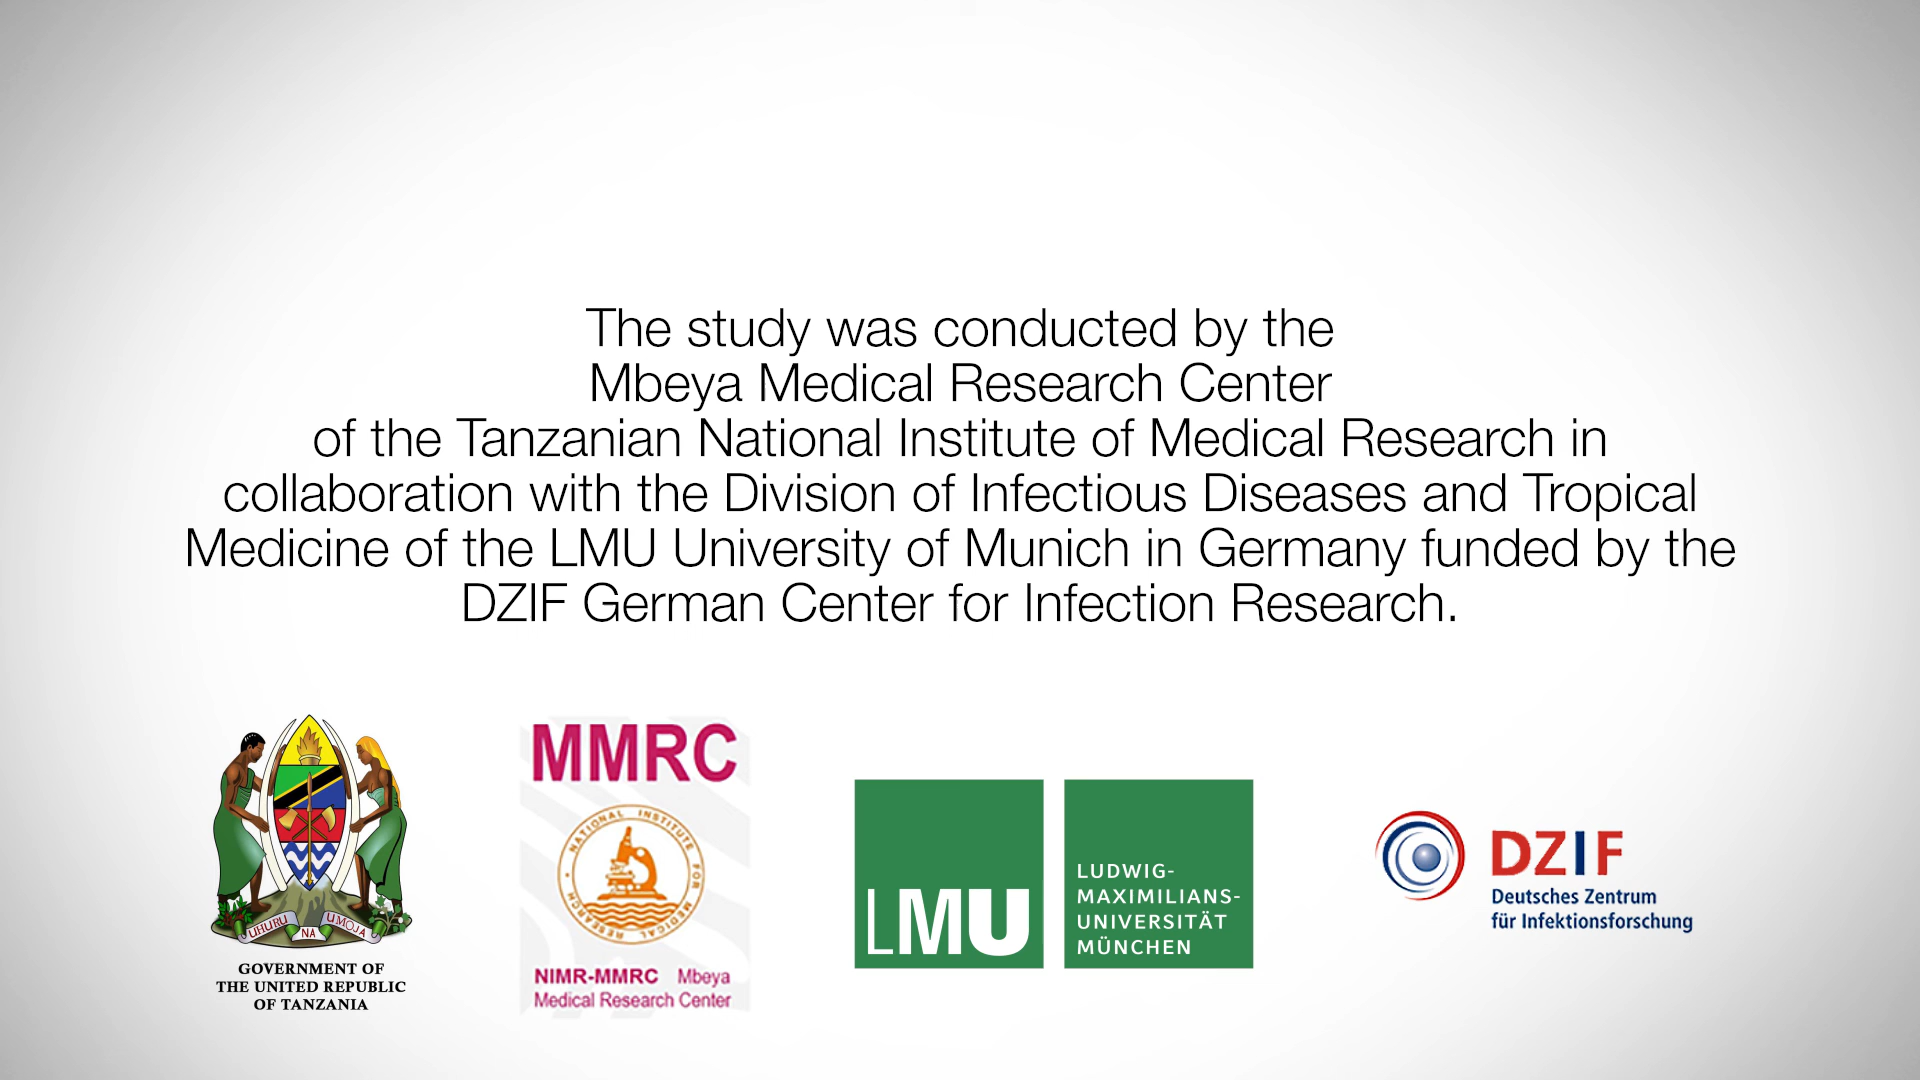 The study was conducted by the
Mbeya Medical Research Center
of the Tanzanian National Institute of Medical Research in
collaboration with the Division of Infectious Diseases and Tropical
Medicine of the LMU University of Munich in Germany funded by the
DZIF German Center for Infection Research.
UHURU NA UMOJA
GOVERNMENT OF
THE UNITED REPUBLIC
OF TANZANIA
MMRC
NATIONAL INSTITUTE FOR MEDICAL RESEARCH
NIMR-MMRC Mbeya
Medical Research Center
LMU
LUDWIG-
MAXIMILIANS-
UNIVERSITÄT
MÜNCHEN
DZIF
Deutsches Zentrum
für Infektionsforschung